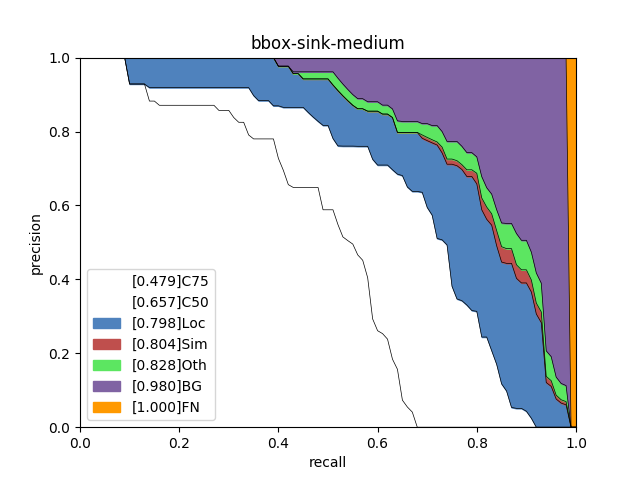 bbox-sink-medium
precision
1.0
0.8
0.6
0.4
0.2
0.0
[0.479]C75
[0.657]C50
[0.798]Loc
[0.804]Sim
[0.828]Oth
[0.980]BG
[1.000]FN
0.0 0.2 0.4 0.6 0.8 1.0
recall